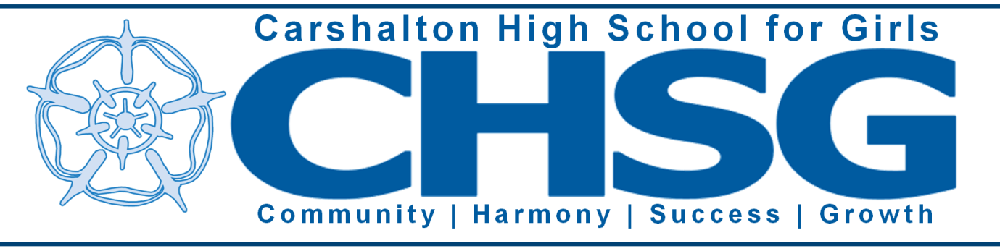 Carshalton High School for Girls
CHSG
Community | Harmony | Success | Growth